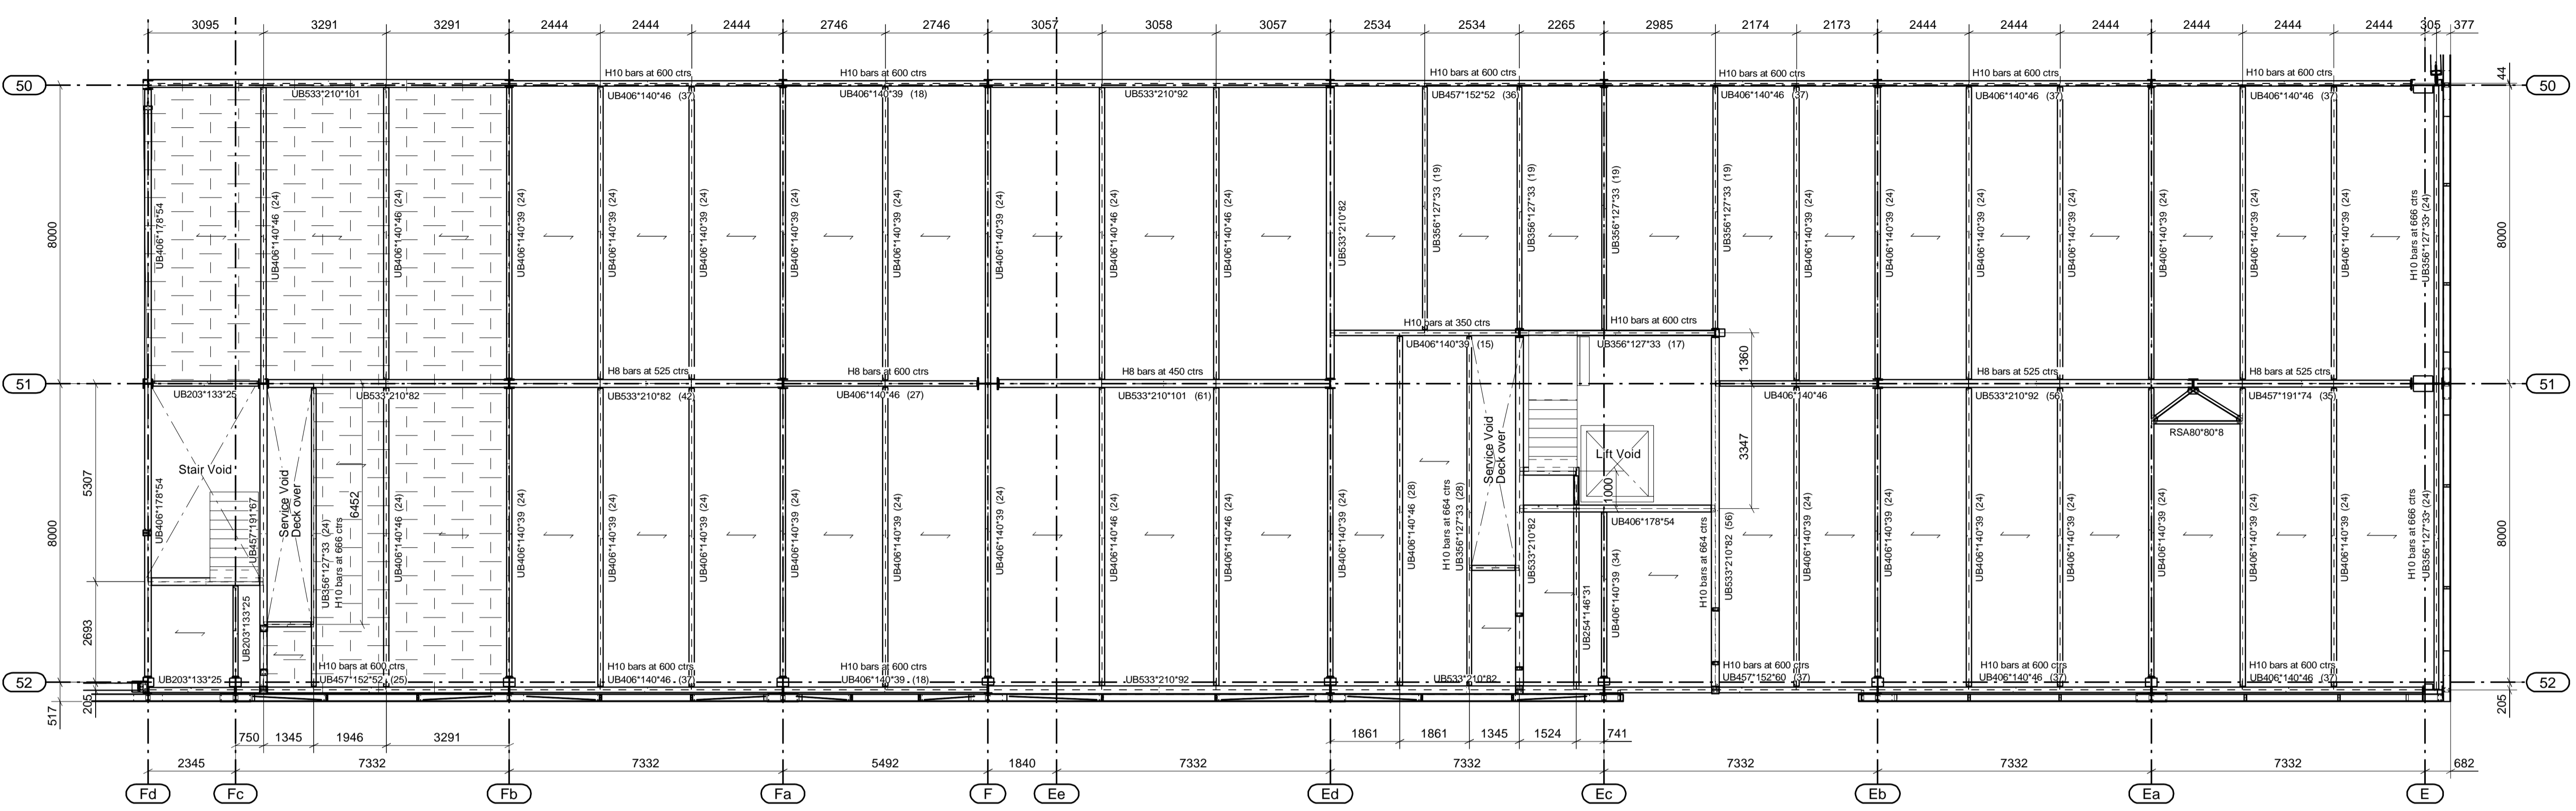 3095 3291 3291 2444 2444 2444 2746 2746 3057 3058 3057 2534 2534 2265 2985 2174 2173 2444 2444 2444 2444 2444 2444 305 377
44
H10 bars at 600 ctrs H10 bars at 600 ctrs H10 bars at 600 ctrs H10 bars at 600 ctrs H10 bars at 600 ctrs H10 bars at 600 ctrs
50 50
UB533*210*101 UB406*140*46 (37) UB406*140*39 (18) UB533*210*92 UB457*152*52 (36) UB406*140*46 (37) UB406*140*46 (37) UB406*140*46 (37)
8000
UB406*178*54
UB406*140*46 (24)
UB406*140*46 (24)
UB406*140*39 (24)
UB406*140*39 (24)
UB406*140*39 (24)
UB406*140*39 (24)
UB406*140*39 (24)
UB406*140*39 (24)
UB406*140*46 (24)
UB406*140*46 (24)
UB533*210*82
UB356*127*33 (19)
UB356*127*33 (19)
UB356*127*33 (19)
UB356*127*33 (19)
UB406*140*39 (24)
UB406*140*39 (24)
UB406*140*39 (24)
UB406*140*39 (24)
UB406*140*39 (24)
UB406*140*39 (24)
UB406*140*39 (24)
H10 bars at 666 ctrs
UB356*127*33 (24)
8000
H10 bars at 350 ctrs H10 bars at 600 ctrs
UB406*140*39 (15) UB356*127*33 (17)
1360
H8 bars at 525 ctrs H8 bars at 600 ctrs H8 bars at 450 ctrs H8 bars at 525 ctrs H8 bars at 525 ctrs
51 51
UB203*133*25 UB533*210*82 UB533*210*82 (42) UB406*140*46 (27) UB533*210*101 (61) UB406*140*46 UB533*210*92 (56) UB457*191*74 (35)
RSA80*80*8
3347
Stair Void
Service Void
Deck over
Service Void
Deck over
Lift Void
1000
5307
6452
8000
2693
UB406*178*54
UB457*191*67
UB203*133*25
UB356*127*33 (24)
H10 bars at 666 ctrs
UB406*140*46 (24)
UB406*140*39 (24)
UB406*140*39 (24)
UB406*140*39 (24)
UB406*140*39 (24)
UB406*140*39 (24)
UB406*140*39 (24)
UB406*140*46 (24)
UB406*140*46 (24)
UB406*140*39 (24)
UB406*140*46 (28)
H10 bars at 664 ctrs
UB356*127*33 (28)
UB533*210*82
UB254*146*31
UB406*178*54
UB406*140*39 (34)
H10 bars at 664 ctrs
UB533*210*82 (56)
UB406*140*39 (24)
UB406*140*39 (24)
UB406*140*39 (24)
UB406*140*39 (24)
UB406*140*39 (24)
UB406*140*39 (24)
UB406*140*39 (24)
H10 bars at 666 ctrs
UB356*127*33 (24)
8000
H10 bars at 600 ctrs H10 bars at 600 ctrs H10 bars at 600 ctrs H10 bars at 600 ctrs H10 bars at 600 ctrs H10 bars at 600 ctrs
52 52
UB203*133*25 UB457*152*52 (25) UB406*140*46 (37) UB406*140*39 (18) UB533*210*92 UB533*210*82 UB457*152*60 (37) UB406*140*46 (37) UB406*140*46 (37)
517 205 205
750 1345 1946 3291 1861 1861 1345 1524 741
2345 7332 7332 5492 1840 7332 7332 7332 7332 7332 682
Fd Fc Fb Fa F Ee Ed Ec Eb Ea E